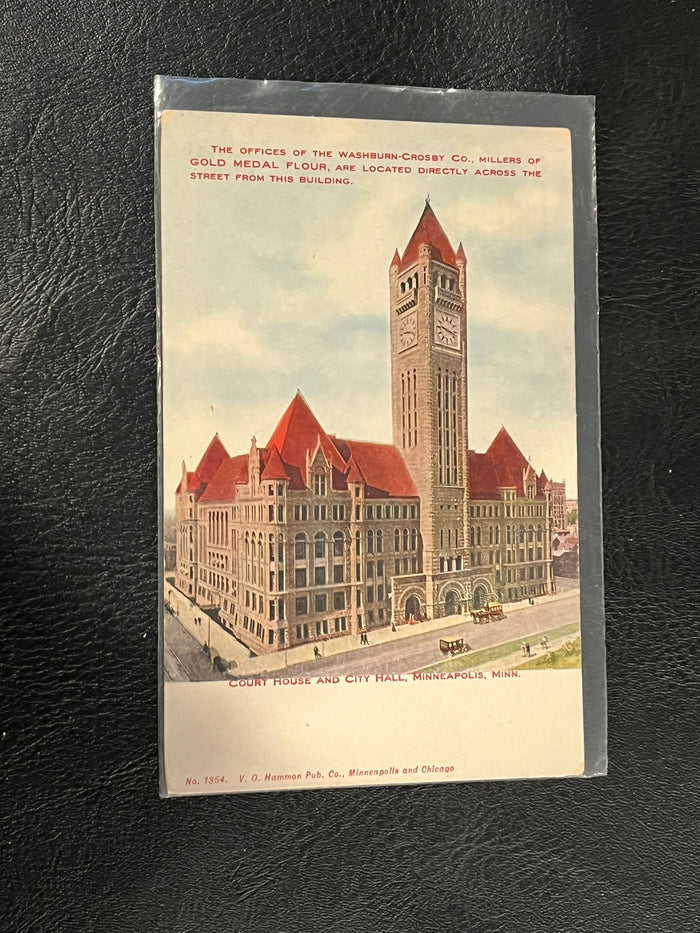 The offices of the Washburn-Crosby Co., millers of
Gold Medal Flour, are located directly across the
street from this building.
Court House and City Hall, Minneapolis, Minn.
No. 1354. V. O. Hammon Pub. Co., Minneapolis and Chicago